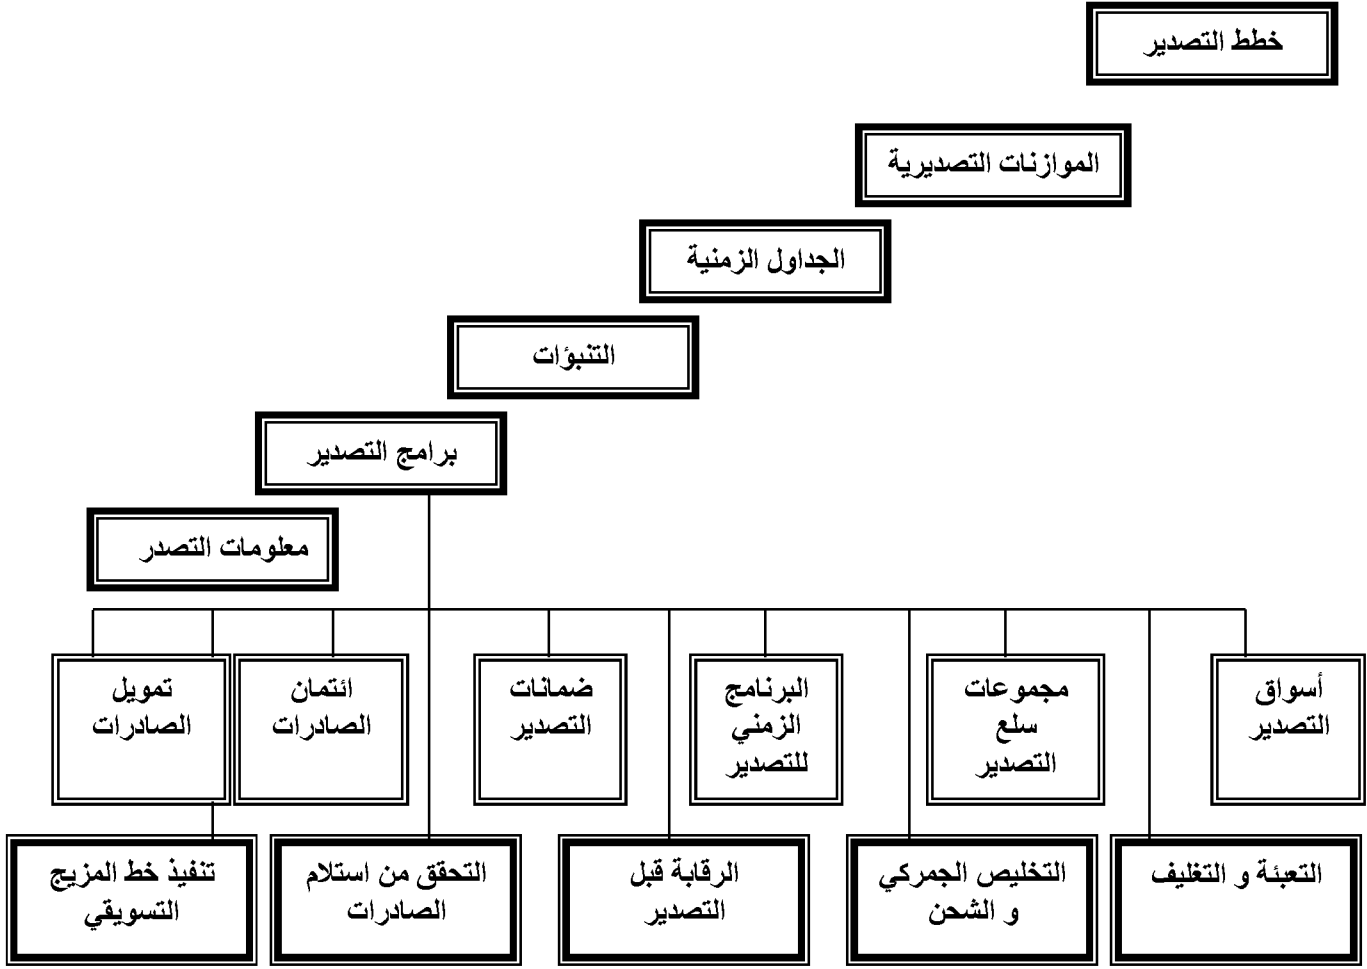 خطط التصدير
الموازنات التصديرية
الجداول الزمنية
التنبؤات
برامج التصدير
معلومات التصدر
أسواق
التصدير
مجموعات
سلع
التصدير
البرنامج
الزمني
للتصدير
ضمانات
التصدير
ائتمان
الصادرات
تمويل
الصادرات
التعبئة و التغليف
التخليص الجمركي
و الشحن
الرقابة قبل
التصدير
التحقق من استلام
الصادرات
تنفيذ خط المزيج
التسويقي